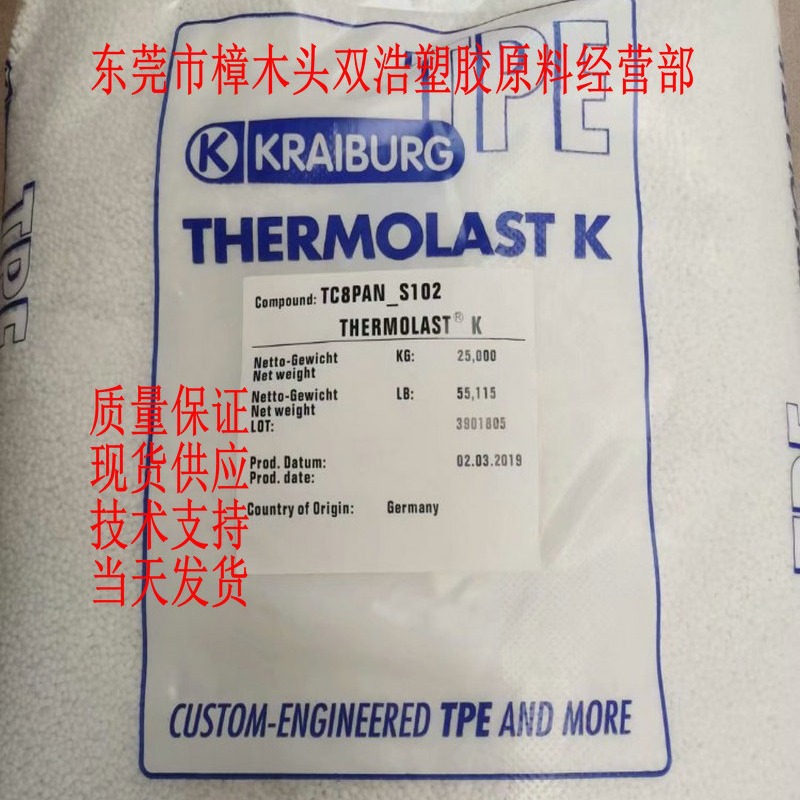 东莞市樟木头双浩塑胶原料经营部
TPE
K KRAIBURG
THERMOLAST K
Compound: TC8PAN_S102
THERMOLAST® K
Netto-Gewicht KG: 25,000
Net weight
Netto-Gewicht LB: 55,115
Net weight
LOT: 3901805
Prod. Datum: 02.03.2019
Prod. date:
Country of Origin: Germany
质量保证
现货供应
技术支持
当天发货
CUSTOM-ENGINEERED TPE AND MORE
TPE
TPE